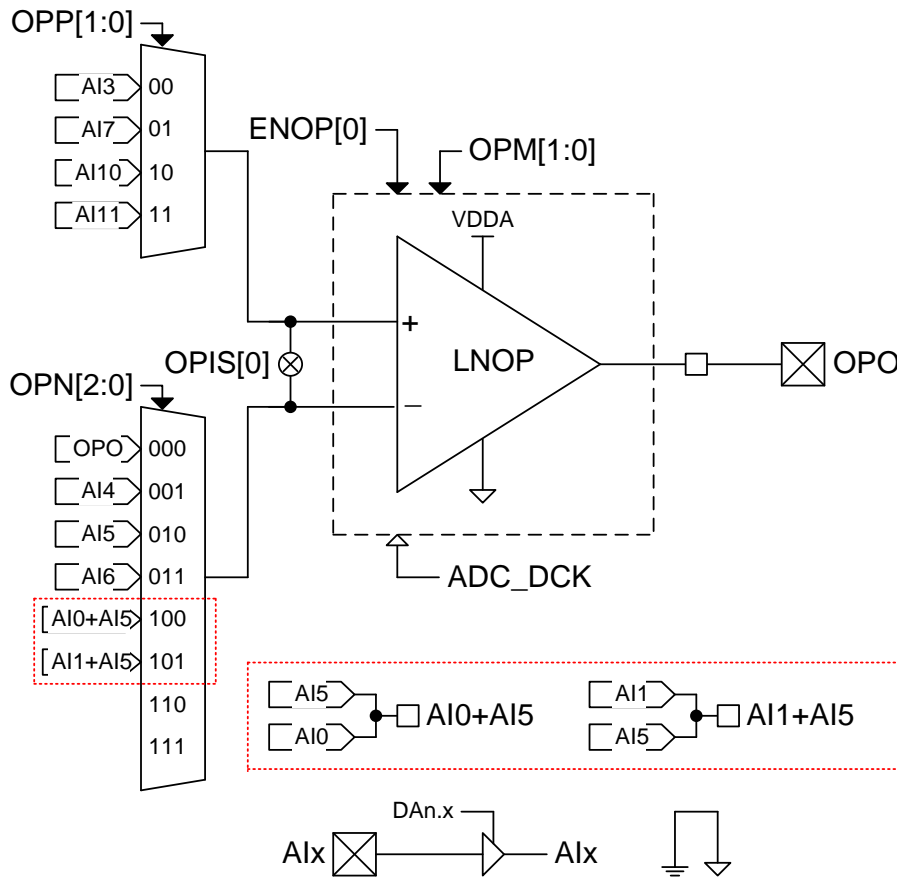 OPP[1:0]
AI3 00
AI7 01
AI10 10
AI11 11
ENOP[0]
OPM[1:0]
VDDA
+
LNOP
−
OPIS[0]
OPO
OPN[2:0]
OPO 000
AI4 001
AI5 010
AI6 011
AI0+AI5 100
AI1+AI5 101
110
111
ADC_DCK
AI5
AI0
AI0+AI5
AI1
AI5
AI1+AI5
DAn.x
AIx
AIx